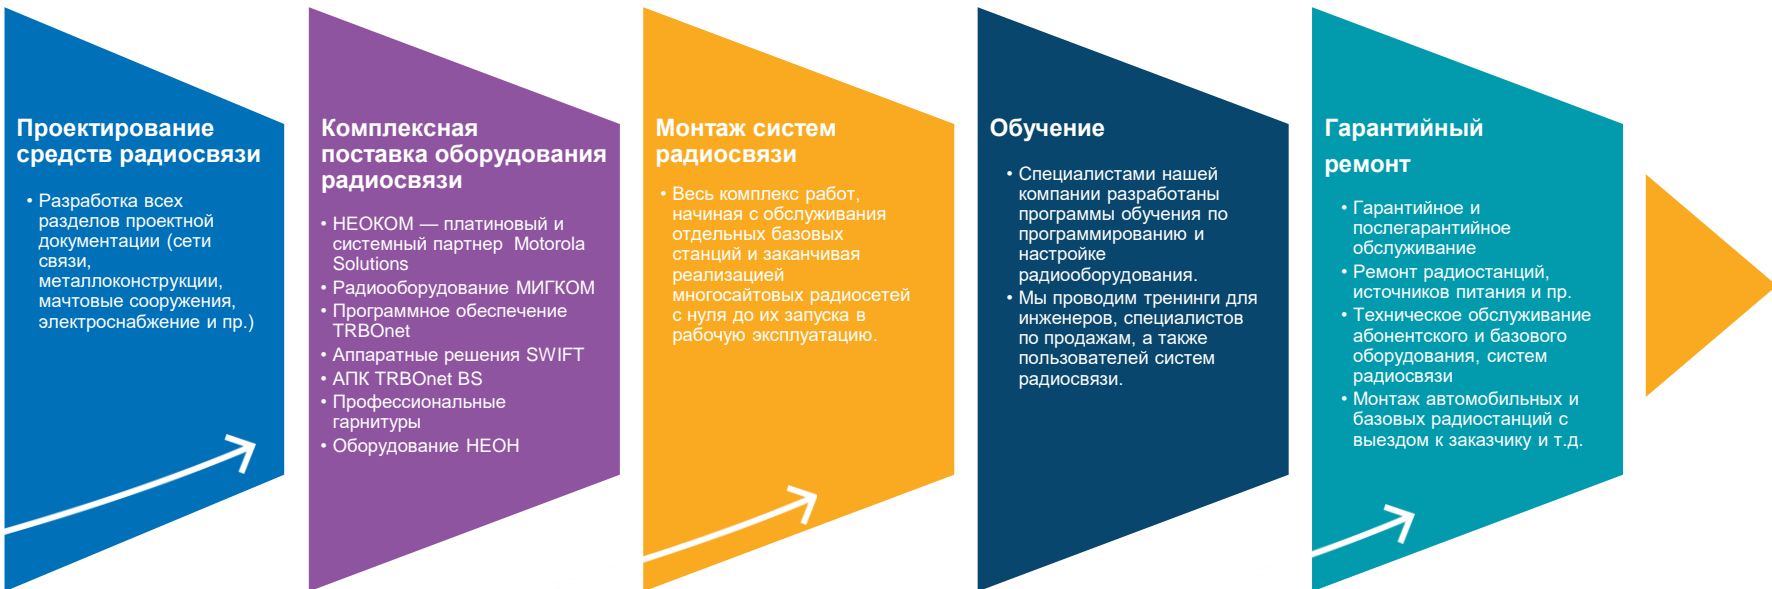 Проектирование
средств радиосвязи
• Разработка всех
разделов проектной
документации (сети
связи,
металлоконструкции,
мачтовые сооружения,
электроснабжение и пр.)
Комплексная
поставка оборудования
радиосвязи
• НЕОКОМ — платиновый и
системный партнер Motorola
Solutions
• Радиооборудование МИГКОМ
• Программное обеспечение
TRBOnet
• Аппаратные решения SWIFT
• АПК TRBOnet BS
• Профессиональные
гарнитуры
• Оборудование НЕОН
Монтаж систем
радиосвязи
• Весь комплекс работ,
начиная с обслуживания
отдельных базовых
станций и заканчивая
реализацией
многосайтовых радиосетей
с нуля до их запуска в
рабочую эксплуатацию.
Обучение
• Специалистами нашей
компании разработаны
программы обучения по
программированию и
настройке
радиооборудования.
• Мы проводим тренинги для
инженеров, специалистов
по продажам, а также
пользователей систем
радиосвязи.
Гарантийный
ремонт
• Гарантийное и
послегарантийное
обслуживание
• Ремонт радиостанций,
источников питания и пр.
• Техническое обслуживание
абонентского и базового
оборудования, систем
радиосвязи
• Монтаж автомобильных и
базовых радиостанций с
выездом к заказчику и т.д.